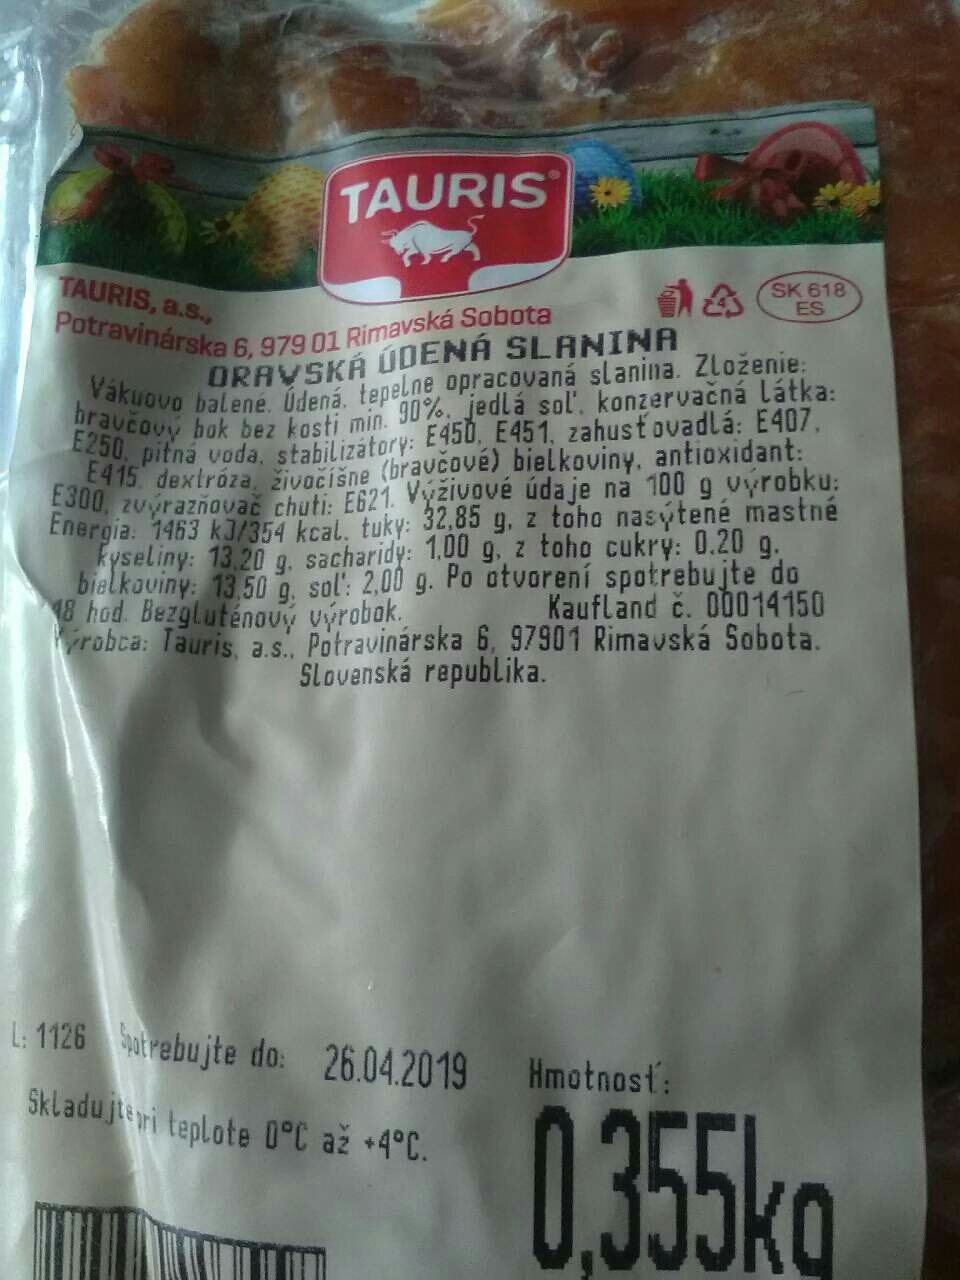 TAURIS®
TAURIS, a.s.,
Potravinárska 6, 979 01 Rimavská Sobota
4
SK 618
ES
ORAVSKÁ ÚDENÁ SLANINA
Vákuovo balené. Údená, tepelne opracovaná slanina. Zloženie:
bravčový bok bez kosti min. 90%, jedlá soľ, konzervačná látka:
E250, pitná voda, stabilizátory: E450, E451, zahusťovadlá: E407,
E415, dextróza, živočíšne (bravčové) bielkoviny, antioxidant:
E300, zvýrazňovač chuti: E621. Výživové údaje na 100 g výrobku:
Energia: 1463 kJ/354 kcal, tuky: 32,85 g, z toho nasýtené mastné
kyseliny: 13,20 g, sacharidy: 1,00 g, z toho cukry: 0.20 g,
bielkoviny: 13,50 g, soľ: 2,00 g. Po otvorení spotrebujte do
48 hod. Bezgluténový výrobok. Kaufland č. 00014150
Výrobca: Tauris, a.s., Potravinárska 6, 97901 Rimavská Sobota.
Slovenská republika.
L: 1126 Spotrebujte do: 26.04.2019
Hmotnosť:
Skladujte pri teplote 0°C až +4°C.
0,355kg